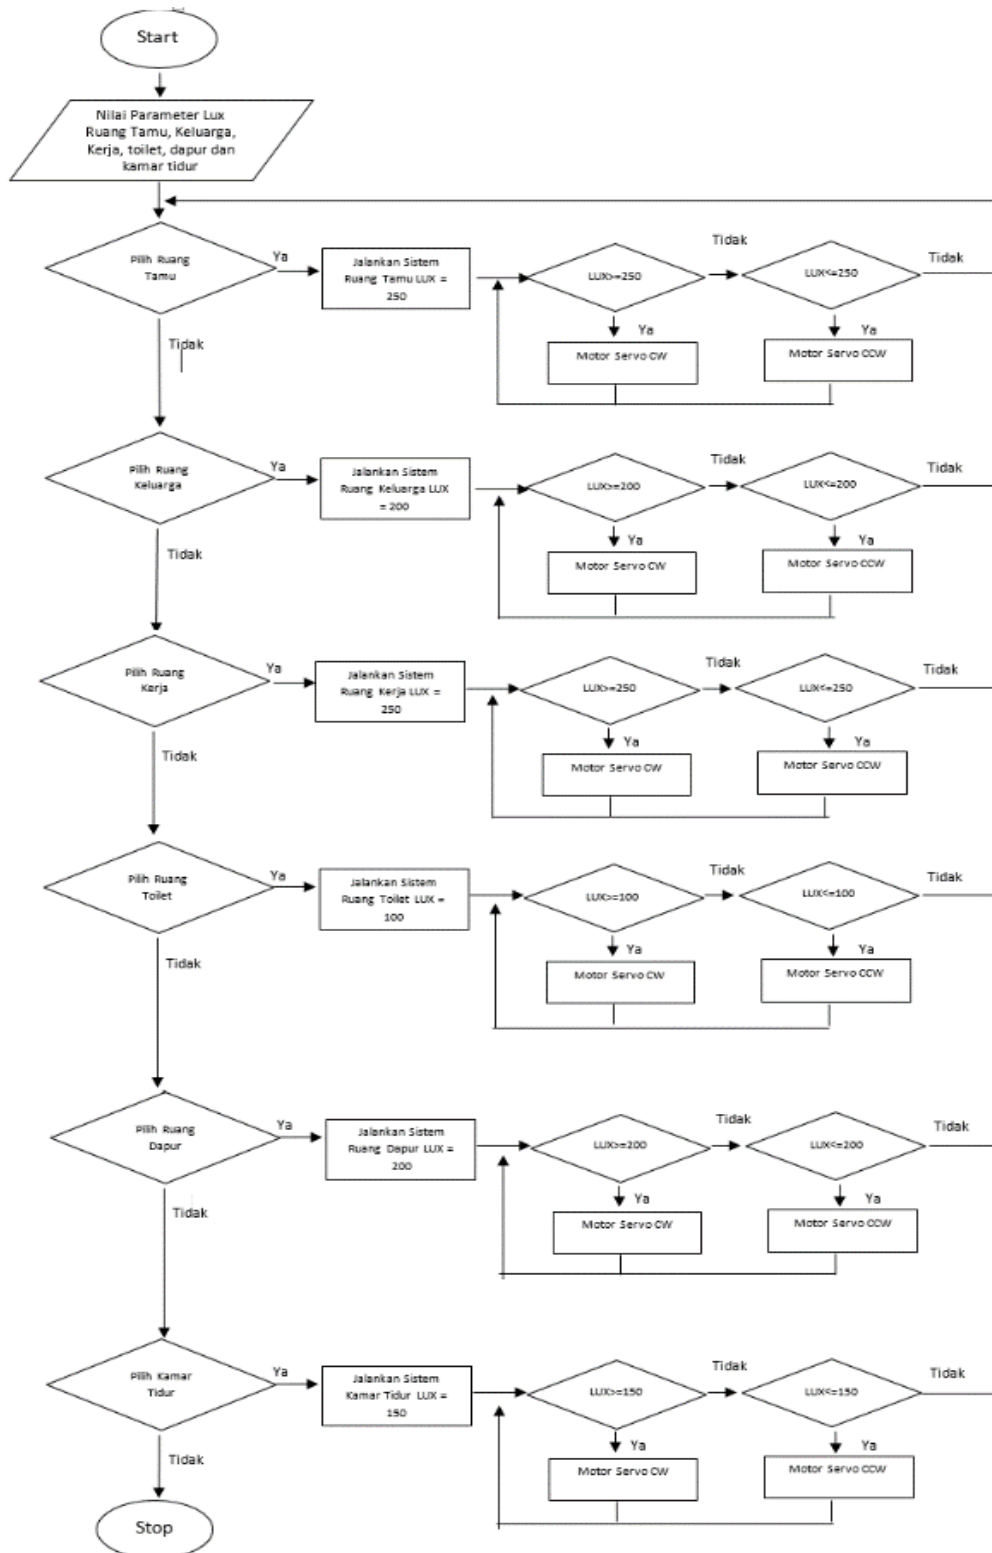 Start
Nilai Parameter Lux
Ruang Tamu, Keluarga,
Kerja, toilet, dapur dan
kamar tidur
Pilih Ruang
Tamu
Ya
Jalankan Sistem
Ruang Tamu LUX =
250
LUX>=250
Tidak
LUX<=250
Tidak
Ya
Motor Servo CW
Ya
Motor Servo CCW
Tidak
Pilih Ruang
Keluarga
Ya
Jalankan Sistem
Ruang Keluarga LUX
= 200
LUX>=200
Tidak
LUX<=200
Tidak
Ya
Motor Servo CW
Ya
Motor Servo CCW
Tidak
Pilih Ruang
Kerja
Ya
Jalankan Sistem
Ruang Kerja LUX =
250
LUX>=250
Tidak
LUX<=250
Tidak
Ya
Motor Servo CW
Ya
Motor Servo CCW
Tidak
Pilih Ruang
Toilet
Ya
Jalankan Sistem
Ruang Toilet LUX =
100
LUX>=100
Tidak
LUX<=100
Tidak
Ya
Motor Servo CW
Ya
Motor Servo CCW
Tidak
Pilih Ruang
Dapur
Ya
Jalankan Sistem
Ruang Dapur LUX =
200
LUX>=200
Tidak
LUX<=200
Tidak
Ya
Motor Servo CW
Ya
Motor Servo CCW
Tidak
Pilih Kamar
Tidur
Ya
Jalankan Sistem
Kamar Tidur LUX =
150
LUX>=150
Tidak
LUX<=150
Tidak
Ya
Motor Servo CW
Ya
Motor Servo CCW
Tidak
Stop